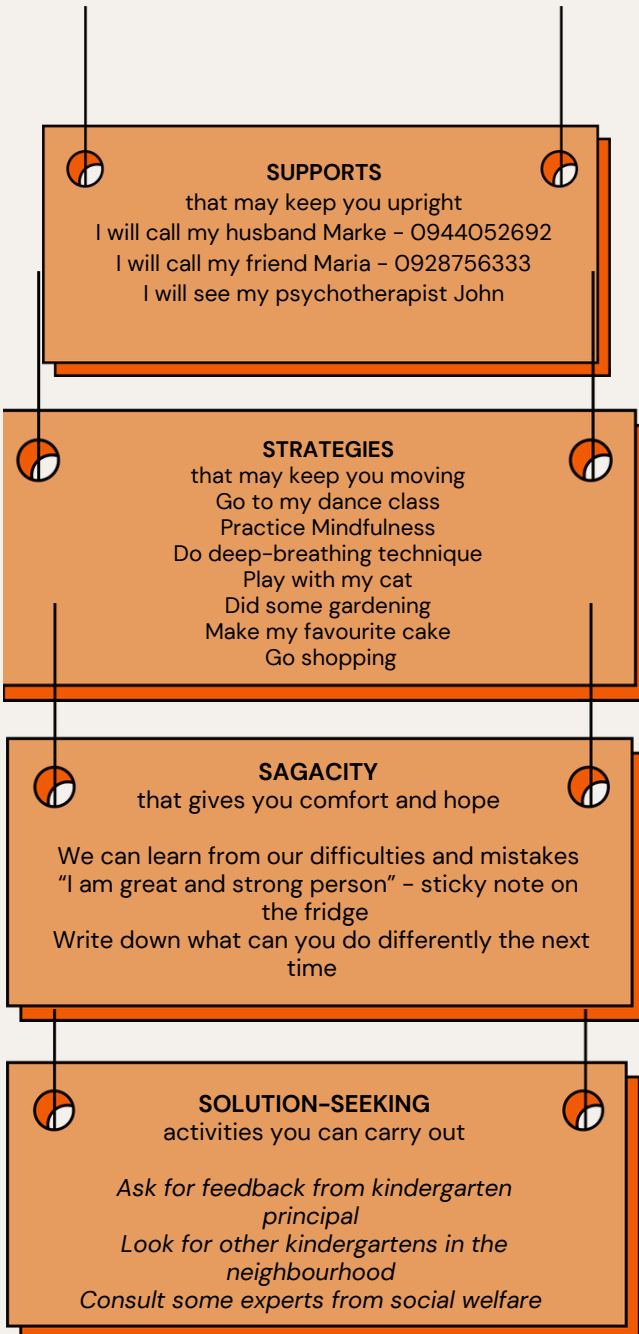 SUPPORTS
that may keep you upright
I will call my husband Marke - 0944052692
I will call my friend Maria - 0928756333
I will see my psychotherapist John
STRATEGIES
that may keep you moving
Go to my dance class
Practice Mindfulness
Do deep-breathing technique
Play with my cat
Did some gardening
Make my favourite cake
Go shopping
SAGACITY
that gives you comfort and hope
We can learn from our difficulties and mistakes
“I am great and strong person” - sticky note on
the fridge
Write down what can you do differently the next
time
SOLUTION-SEEKING
activities you can carry out
Ask for feedback from kindergarten
principal
Look for other kindergartens in the
neighbourhood
Consult some experts from social welfare